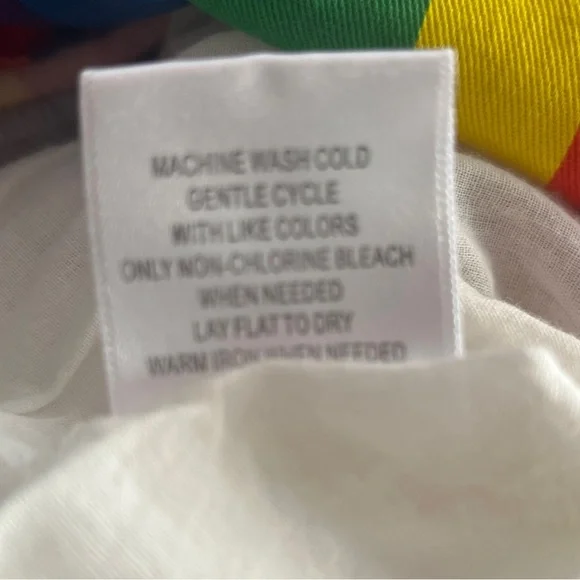 MACHINE WASH COLD
GENTLE CYCLE
WITH LIKE COLORS
ONLY NON-CHLORINE BLEACH
WHEN NEEDED
LAY FLAT TO DRY
WARM IRON WHEN NEEDED